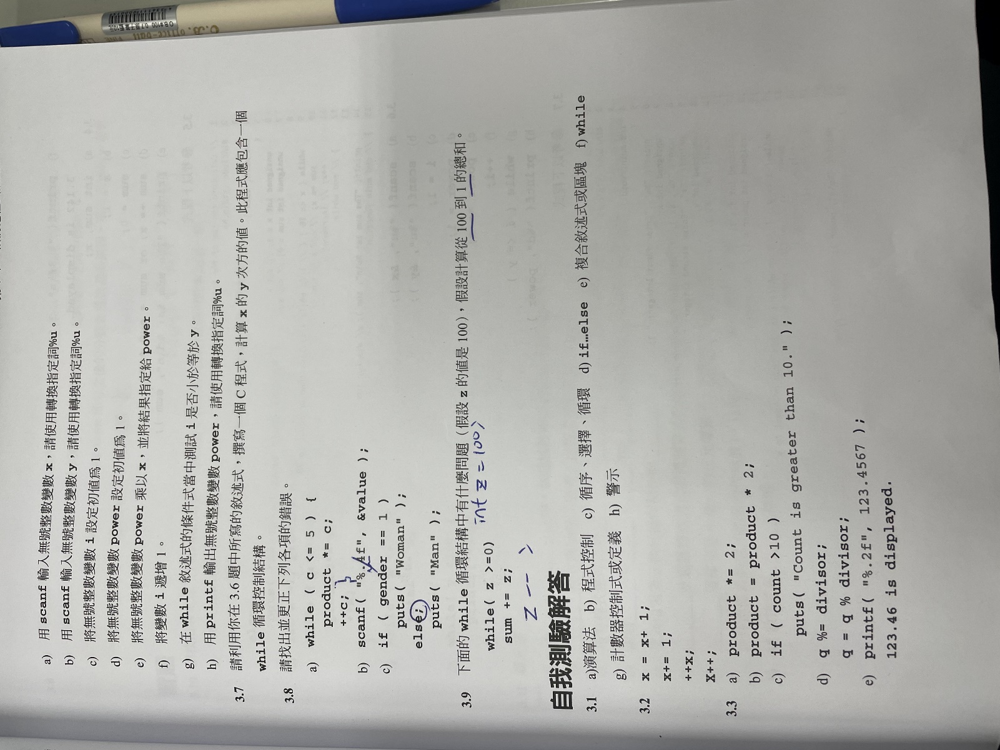 a) 用 scanf 輸入無號整數變數 x，請使用轉換指定詞%u。
b) 用 scanf 輸入無號整數變數 y，請使用轉換指定詞%u。
c) 將無號整數變數 i 設定初值爲 1。
d) 將無號整數變數 power 設定初值爲 1。
e) 將無號整數變數 power 乘以 x，並將結果指定給 power。
f) 將變數 i 遞增 1。
g) 在 while 敘述式的條件式當中測試 i 是否小於等於 y。
h) 用 printf 輸出無號整數變數 power，請使用轉換指定詞%u。
3.7 請利用你在 3.6 題中所寫的敘述式，撰寫一個 C 程式，計算 x 的 y 次方的值。此程式應包含一個
while 循環控制結構。
3.8 請找出並更正下列各項的錯誤。
a) while ( c <= 5 ) {
product *= c;
++c; }
b) scanf( "%.4f", &value );
c) if ( gender == 1 )
puts( "Woman" );
else;
puts( "Man" );
3.9 下面的 while 循環結構中有什麼問題（假設 z 的值是 100），假設計算從 100 到 1 的總和。
int z = 100>
while( z >=0)
sum += z;
z -- >
自我測驗解答
3.1 a)演算法 b) 程式控制 c) 循序、選擇、循環 d) if…else e) 複合敘述式或區塊 f) while
g) 計數器控制式或定義 h) 警示
3.2 x = x+ 1;
x+= 1;
++x;
X++;
3.3 a) product *= 2;
b) product = product * 2;
c) if ( count >10 )
puts( "Count is greater than 10." );
d) q %= divisor;
q = q % divisor;
e) printf( "%.2f", 123.4567 );
123.46 is displayed.